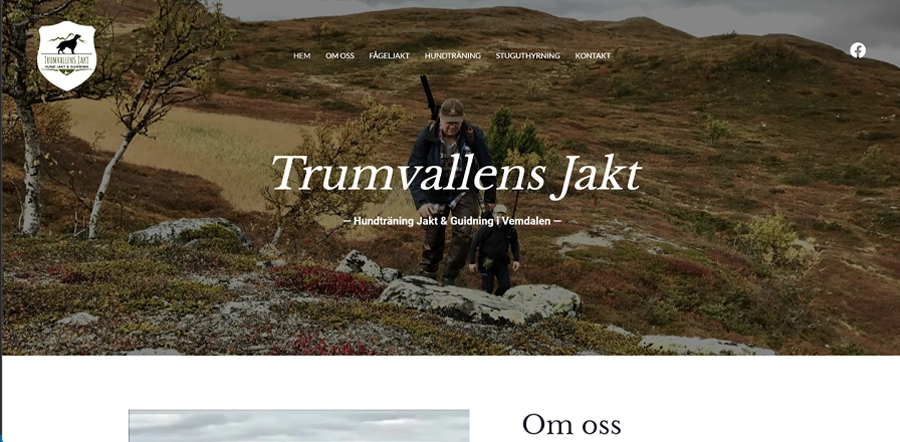 TRUMVALLENS JAKT
HUND JAKT & GUIDNING
HEM OM OSS FÅGELJAKT HUNDTRÄNING STUGUTHYRNING KONTAKT
Trumvallens Jakt
— Hundträning Jakt & Guidning i Vemdalen —
Om oss